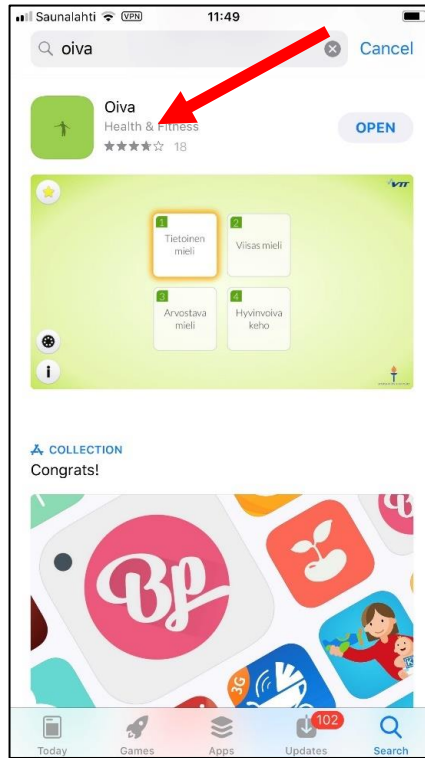 Saunalahti VPN 11:49
oiva Cancel
Oiva
Health & Fitness
18
OPEN
VTT
1 2
Tietoinen
mieli
Viisas mieli
3 4
Arvostava
mieli
Hyvinvoiva
keho
i
COLLECTION
Congrats!
Bp
3G
102
Today Games Apps Updates Search